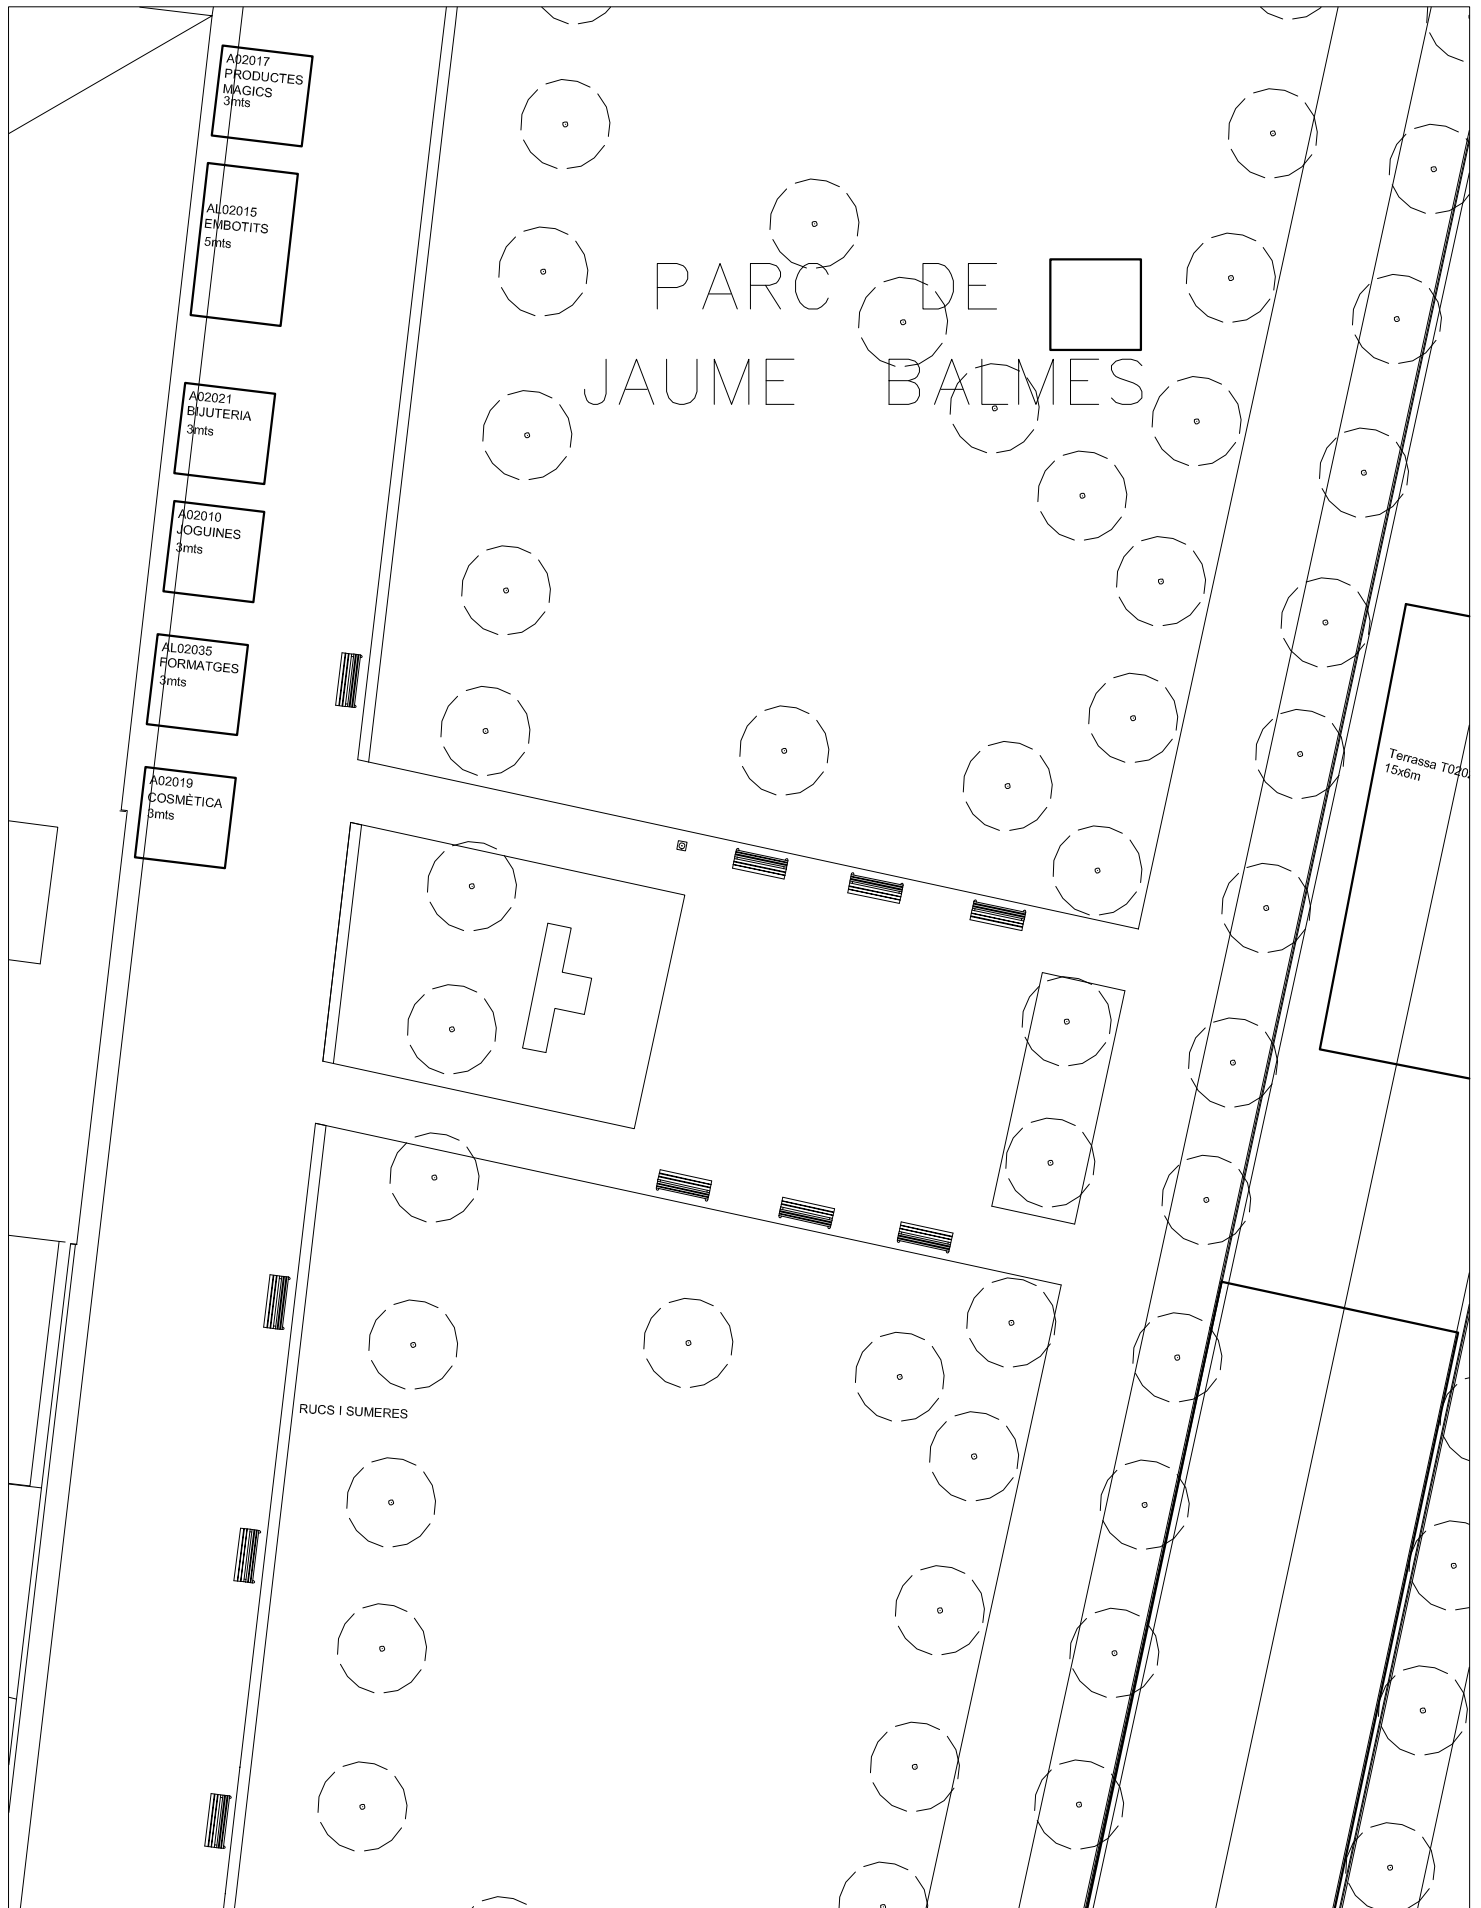 A02017
PRODUCTES
MAGICS
3mts
AL02015
EMBOTITS
5mts
PARC DE
JAUME BALMES
A02021
BIJUTERIA
3mts
A02010
JOGUINES
3mts
AL02035
FORMATGES
3mts
A02019
COSMÈTICA
3mts
Terrassa
15x6m
RUCS I SUMERES